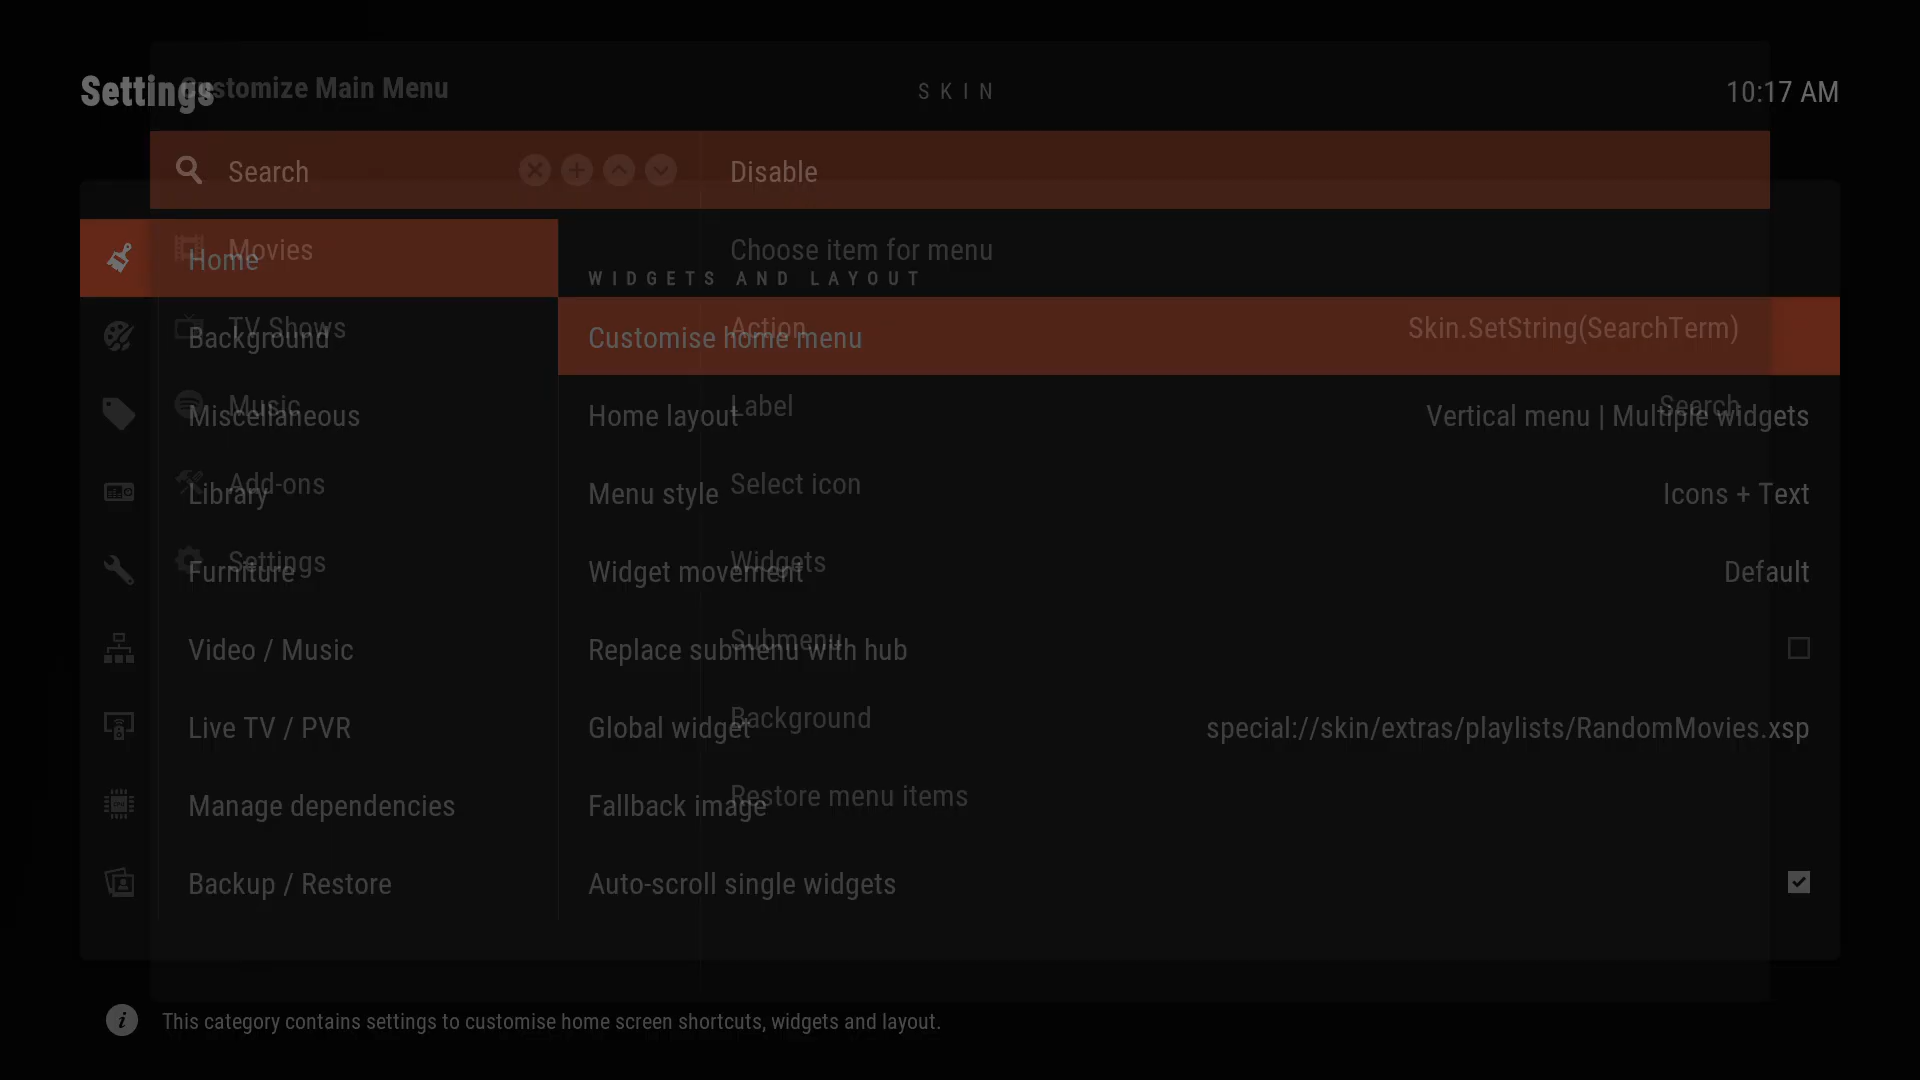 Settings
Customize Main Menu
SKIN
10:17 AM
Search
Disable
Movies
Home
Choose item for menu
WIDGETS AND LAYOUT
TV Shows
Background
Action
Customise home menu
Skin.SetString(SearchTerm)
Music
Miscellaneous
Label
Home layout
Search
Vertical menu | Multiple widgets
Add-ons
Library
Select icon
Menu style
Icons + Text
Settings
Furniture
Widgets
Widget movement
Default
Video / Music
Submenu
Replace submenu with hub
Live TV / PVR
Background
Global widget
special://skin/extras/playlists/RandomMovies.xsp
Manage dependencies
Restore menu items
Fallback image
Backup / Restore
Auto-scroll single widgets
This category contains settings to customise home screen shortcuts, widgets and layout.